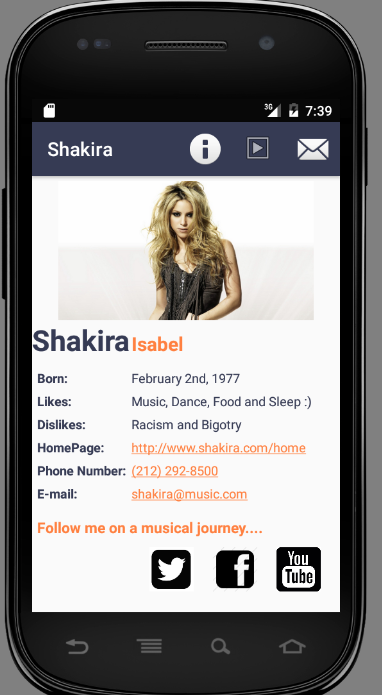 3G 7:39
Shakira
Shakira Isabel
Born: February 2nd, 1977
Likes: Music, Dance, Food and Sleep :)
Dislikes: Racism and Bigotry
HomePage: http://www.shakira.com/home
Phone Number: (212) 292-8500
E-mail: shakira@music.com
Follow me on a musical journey....
You
Tube